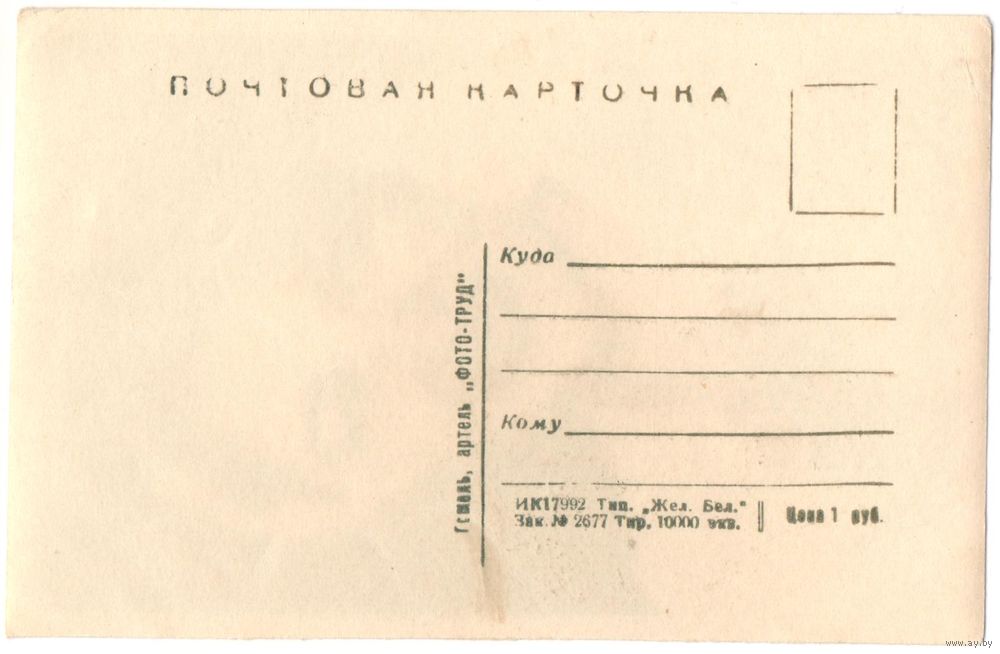 ПОЧТОВАЯ КАРТОЧКА
Куда
Кому
Гомель, артель „ФОТО-ТРУД"
ИК17992 Тип. „Жел. Бел."
Зак. № 2677 Тир. 10000 экз.
Цена 1 руб.
www.ay.by